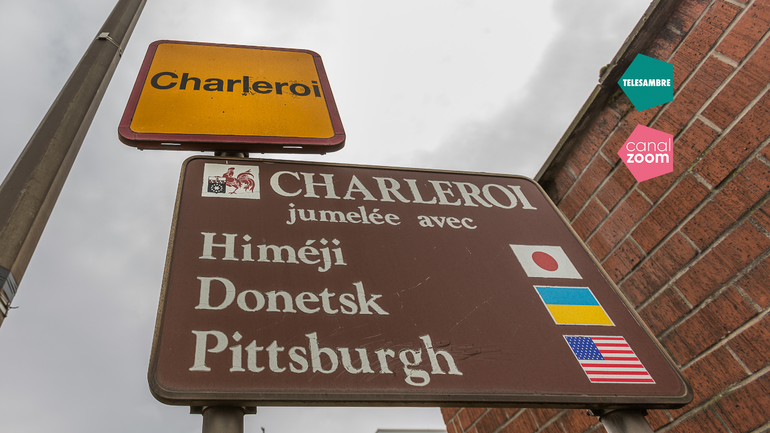 Charleroi
TELESAMBRE
canal
zoom
CHARLEROI
jumelée avec
Himéji
Donetsk
Pittsburgh